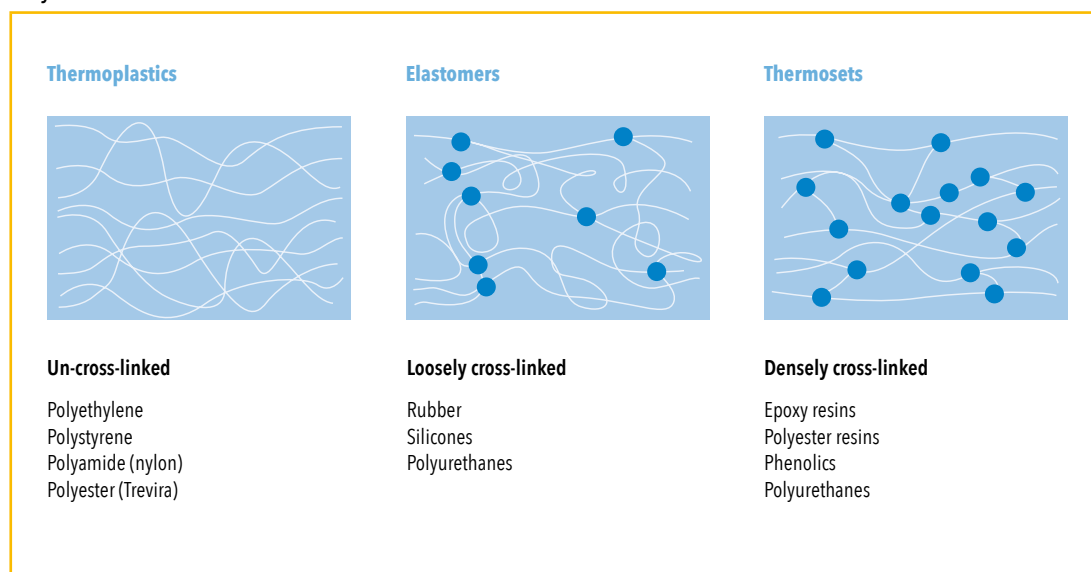 Thermoplastics
Elastomers
Thermosets
Un-cross-linked
Polyethylene
Polystyrene
Polyamide (nylon)
Polyester (Trevira)
Loosely cross-linked
Rubber
Silicones
Polyurethanes
Densely cross-linked
Epoxy resins
Polyester resins
Phenolics
Polyurethanes